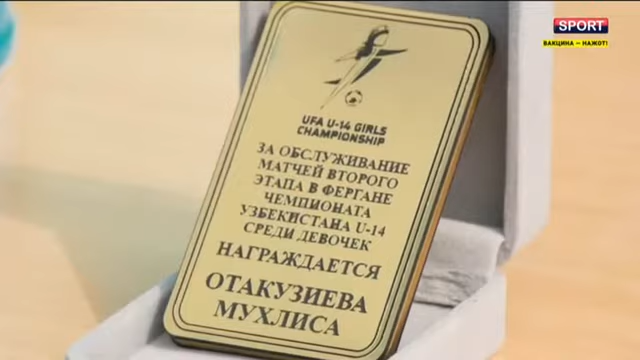 SPORT
ВАКЦИНА — НАЖОТ!
UFA U-14 GIRLS
CHAMPIONSHIP
ЗА ОБСЛУЖИВАНИЕ
МАТЧЕЙ ВТОРОГО
ЭТАПА В ФЕРГАНЕ
ЧЕМПИОНАТА
УЗБЕКИСТАНА U-14
СРЕДИ ДЕВОЧЕК
НАГРАЖДАЕТСЯ
ОТАКУЗИЕВА
МУХЛИСА